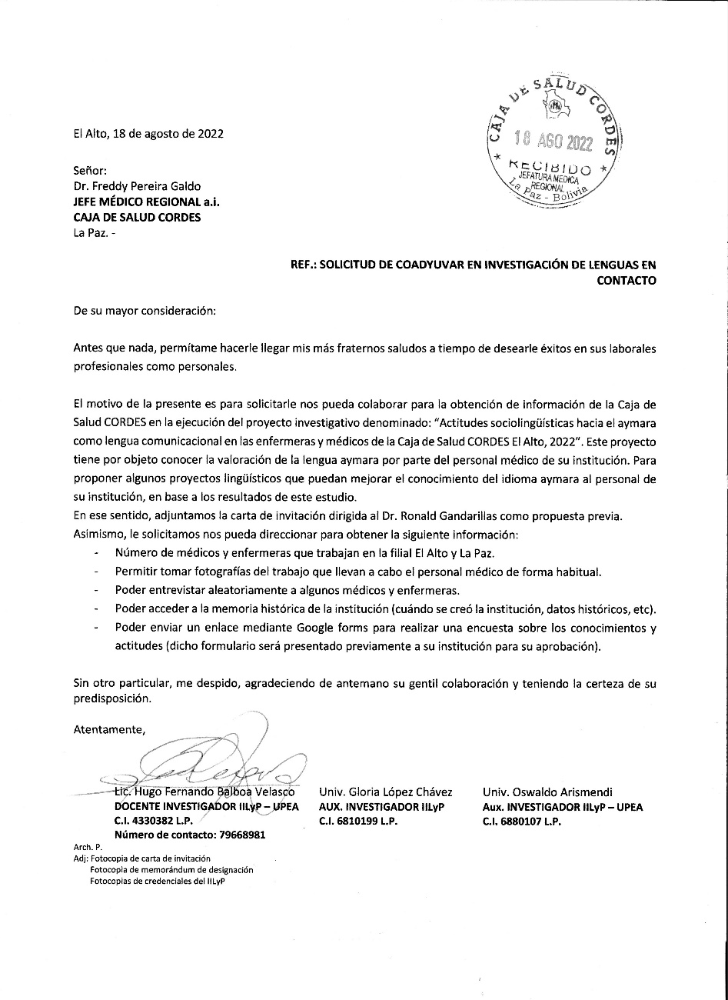 CAJA DE SALUD CORDES
18 AGO 2022
RECIBIDO
JEFATURA MEDICA
REGIONAL
La Paz - Bolivia
El Alto, 18 de agosto de 2022
Señor:
Dr. Freddy Pereira Galdo
JEFE MÉDICO REGIONAL a.i.
CAJA DE SALUD CORDES
La Paz. -
REF.: SOLICITUD DE COADYUVAR EN INVESTIGACIÓN DE LENGUAS EN
CONTACTO
De su mayor consideración:
Antes que nada, permítame hacerle llegar mis más fraternos saludos a tiempo de desearle éxitos en sus laborales
profesionales como personales.
El motivo de la presente es para solicitarle nos pueda colaborar para la obtención de información de la Caja de
Salud CORDES en la ejecución del proyecto investigativo denominado: “Actitudes sociolingüísticas hacia el aymara
como lengua comunicacional en las enfermeras y médicos de la Caja de Salud CORDES El Alto, 2022”. Este proyecto
tiene por objeto conocer la valoración de la lengua aymara por parte del personal médico de su institución. Para
proponer algunos proyectos lingüísticos que puedan mejorar el conocimiento del idioma aymara al personal de
su institución, en base a los resultados de este estudio.
En ese sentido, adjuntamos la carta de invitación dirigida al Dr. Ronald Gandarillas como propuesta previa.
Asimismo, le solicitamos nos pueda direccionar para obtener la siguiente información:
- Número de médicos y enfermeras que trabajan en la filial El Alto y La Paz.
- Permitir tomar fotografías del trabajo que llevan a cabo el personal médico de forma habitual.
- Poder entrevistar aleatoriamente a algunos médicos y enfermeras.
- Poder acceder a la memoria histórica de la institución (cuándo se creó la institución, datos históricos, etc).
- Poder enviar un enlace mediante Google forms para realizar una encuesta sobre los conocimientos y
actitudes (dicho formulario será presentado previamente a su institución para su aprobación).
Sin otro particular, me despido, agradeciendo de antemano su gentil colaboración y teniendo la certeza de su
predisposición.
Atentamente,
Lic. Hugo Fernando Balboa Velasco
DOCENTE INVESTIGADOR IILyP – UPEA
C.I. 4330382 L.P.
Número de contacto: 79668981
Univ. Gloria López Chávez
AUX. INVESTIGADOR IILyP
C.I. 6810199 L.P.
Univ. Oswaldo Arismendi
Aux. INVESTIGADOR IILyP – UPEA
C.I. 6880107 L.P.
Arch. P.
Adj: Fotocopia de carta de invitación
Fotocopia de memorándum de designación
Fotocopias de credenciales del IILyP